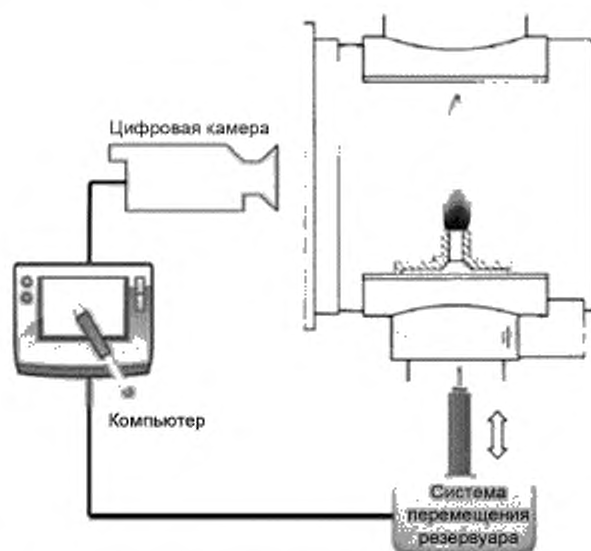 Цифровая камера
Компьютер
Система
перемещения
резервуара